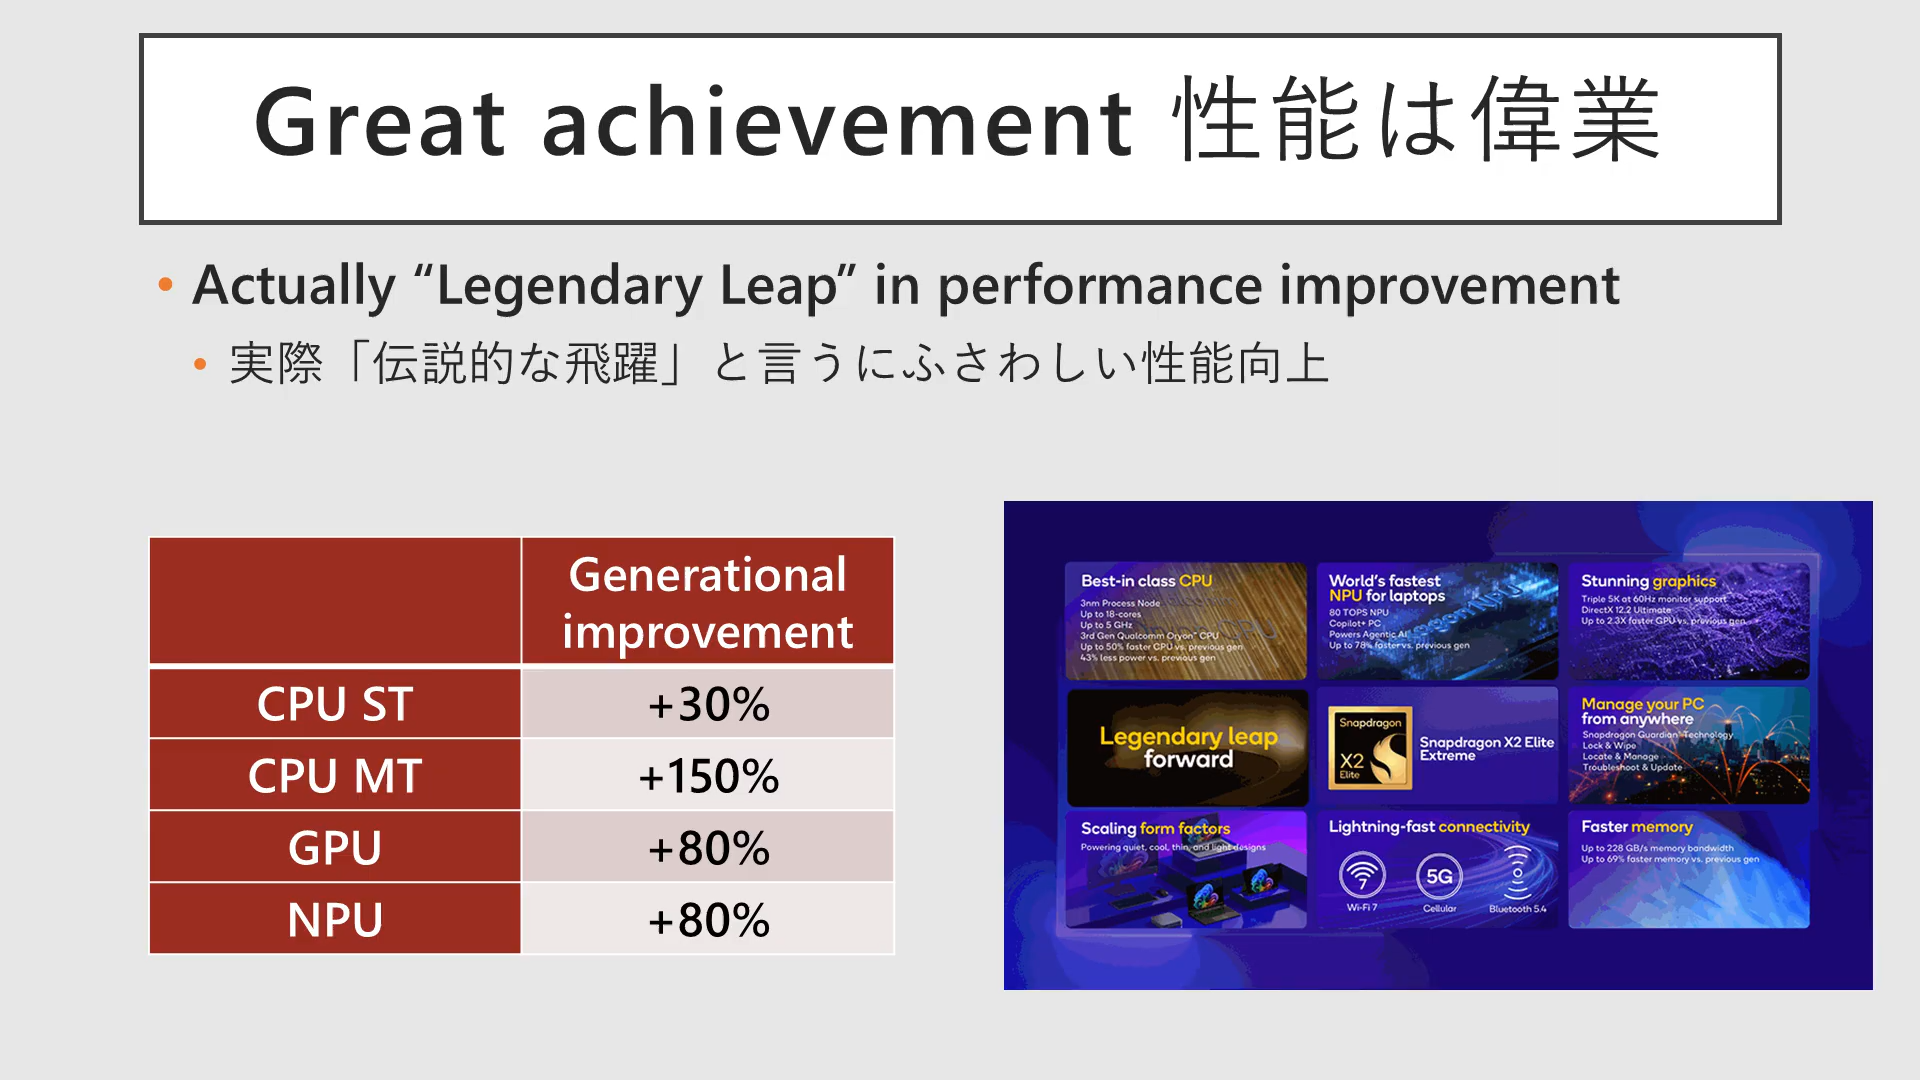 Great achievement 性能は偉業
• Actually “Legendary Leap” in performance improvement
• 実際「伝説的な飛躍」と言うにふさわしい性能向上
Generational
improvement
CPU ST +30%
CPU MT +150%
GPU +80%
NPU +80%
Best-in class CPU
3nm Process Node
Up to 18-cores
Up to 5 GHz
3rd Gen Qualcomm Oryon™ CPU
Up to 50% faster CPU vs. previous gen
43% less power vs. previous gen
World's fastest
NPU for laptops
80 TOPS NPU
Copilot+ PC
Powers Agentic AI
Up to 78% faster vs. previous gen
Stunning graphics
Triple 5K at 60Hz monitor support
DirectX 12.2 Ultimate
Up to 2.3X faster GPU vs. previous gen
Legendary leap
forward
Snapdragon
X2
Elite
Snapdragon X2 Elite
Extreme
Manage your PC
from anywhere
Snapdragon Guardian™ Technology
Lock & Wipe
Locate & Manage
Troubleshoot & Update
Scaling form factors
Powering quiet, cool, thin, and light designs
Lightning-fast connectivity
7
5G
Wi-Fi 7
Cellular
Bluetooth 5.4
Faster memory
Up to 228 GB/s memory bandwidth
Up to 69% faster memory vs. previous gen